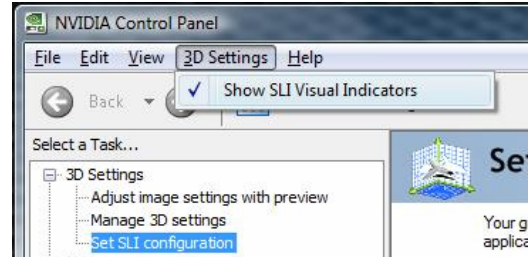 NVIDIA Control Panel
File Edit View 3D Settings Help
Back
Show SLI Visual Indicators
Select a Task...
3D Settings
Adjust image settings with preview
Manage 3D settings
Set SLI configuration
Se
Your g
applica